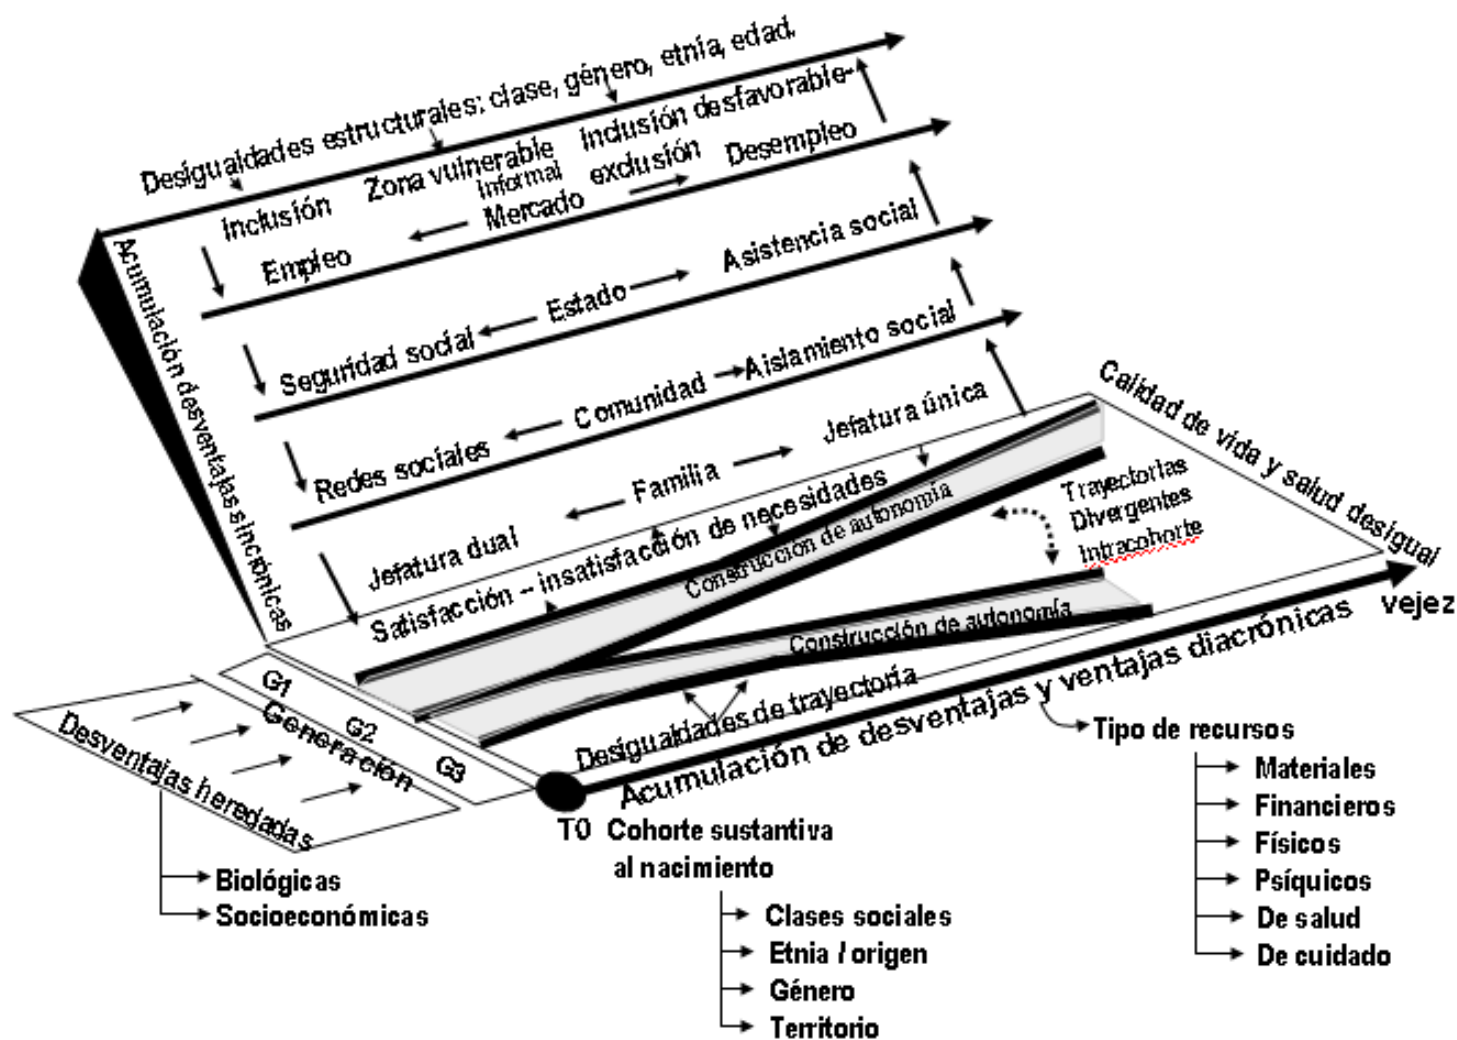 Desigualdades estructurales: clase, género, etnía, edad.
Inclusión
Zona vulnerable
Inclusión desfavorable-
exclusión
Informal
Empleo
Mercado
Desempleo
Seguridad social
Estado
Asistencia social
Redes sociales
Comunidad
Aislamiento social
Jefatura dual
Familia
Jefatura única
Acumulación desventajas sincrónicas
Satisfacción – insatisfacción de necesidades
Construcción de autonomía
Construcción de autonomía
Trayectorias
Divergentes
Intracohorte
Calidad de vida y salud desigual
vejez
Desigualdades de trayectoria
Acumulación de desventajas y ventajas diacrónicas
G1
G2
G3
Generación
Desventajas heredadas
Biológicas
Socioeconómicas
T0 Cohorte sustantiva
al nacimiento
Clases sociales
Etnia / origen
Género
Territorio
Tipo de recursos
Materiales
Financieros
Físicos
Psíquicos
De salud
De cuidado